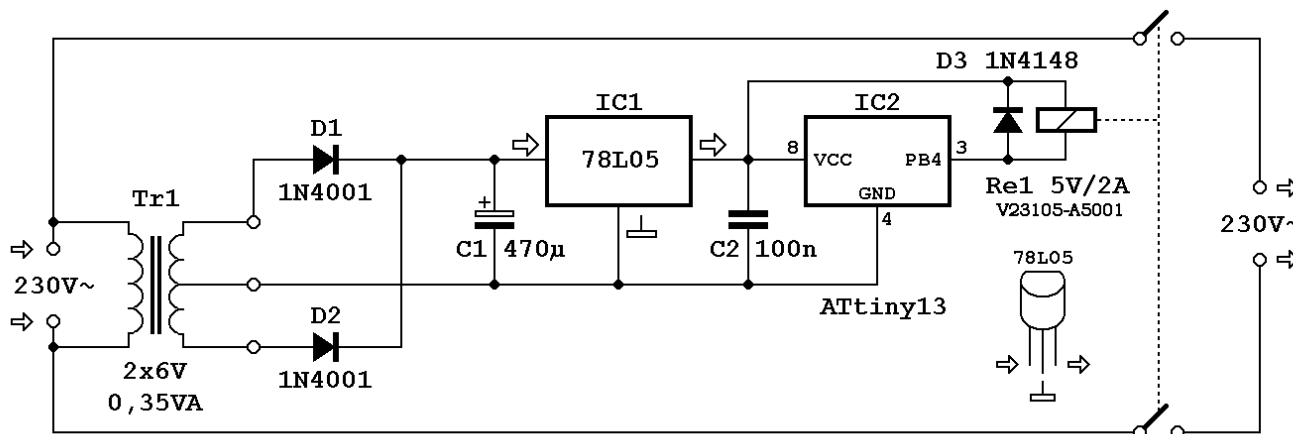 D3 1N4148
IC1
IC2
D1
78L05
8
VCC
PB4
3
1N4001
Tr1
GND
4
Re1 5V/2A
V23105-A5001
+
C1 470µ
C2 100n
230V~
230V~
78L05
D2
ATtiny13
2x6V
1N4001
0,35VA